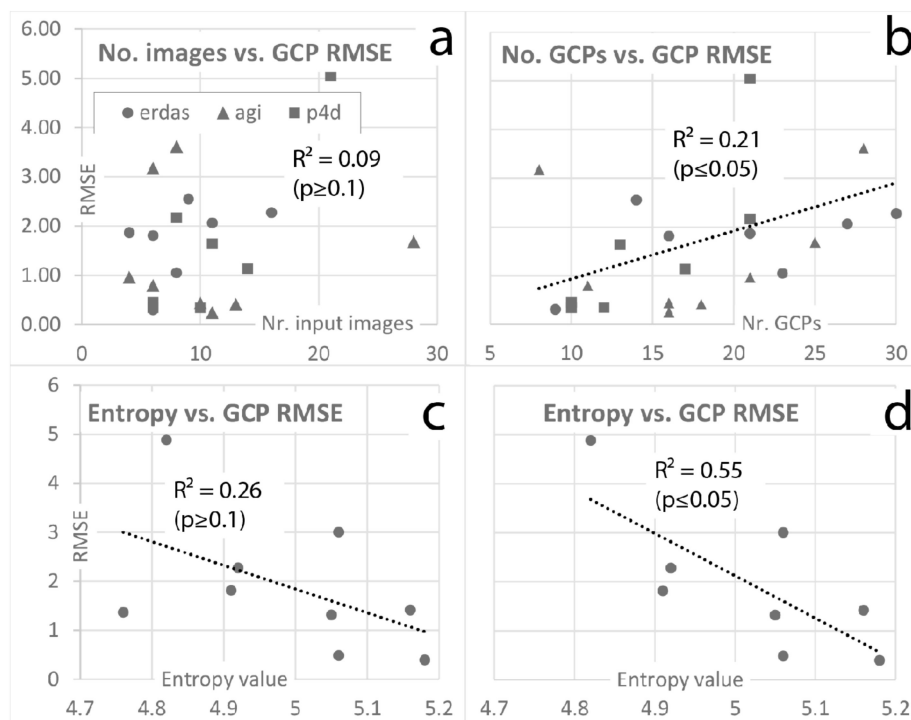 No. images vs. GCP RMSE
a
6.00
5.00
4.00
3.00
2.00
1.00
0.00
RMSE
erdas agi p4d
R² = 0.09
(p≥0.1)
Nr. input images
0 10 20 30
No. GCPs vs. GCP RMSE
b
R² = 0.21
(p≤0.05)
Nr. GCPs
5 10 15 20 25 30
Entropy vs. GCP RMSE
c
6
5
4
3
2
1
0
RMSE
R² = 0.26
(p≥0.1)
Entropy value
4.7 4.8 4.9 5 5.1 5.2
Entropy vs. GCP RMSE
d
R² = 0.55
(p≤0.05)
Entropy value
4.7 4.8 4.9 5 5.1 5.2